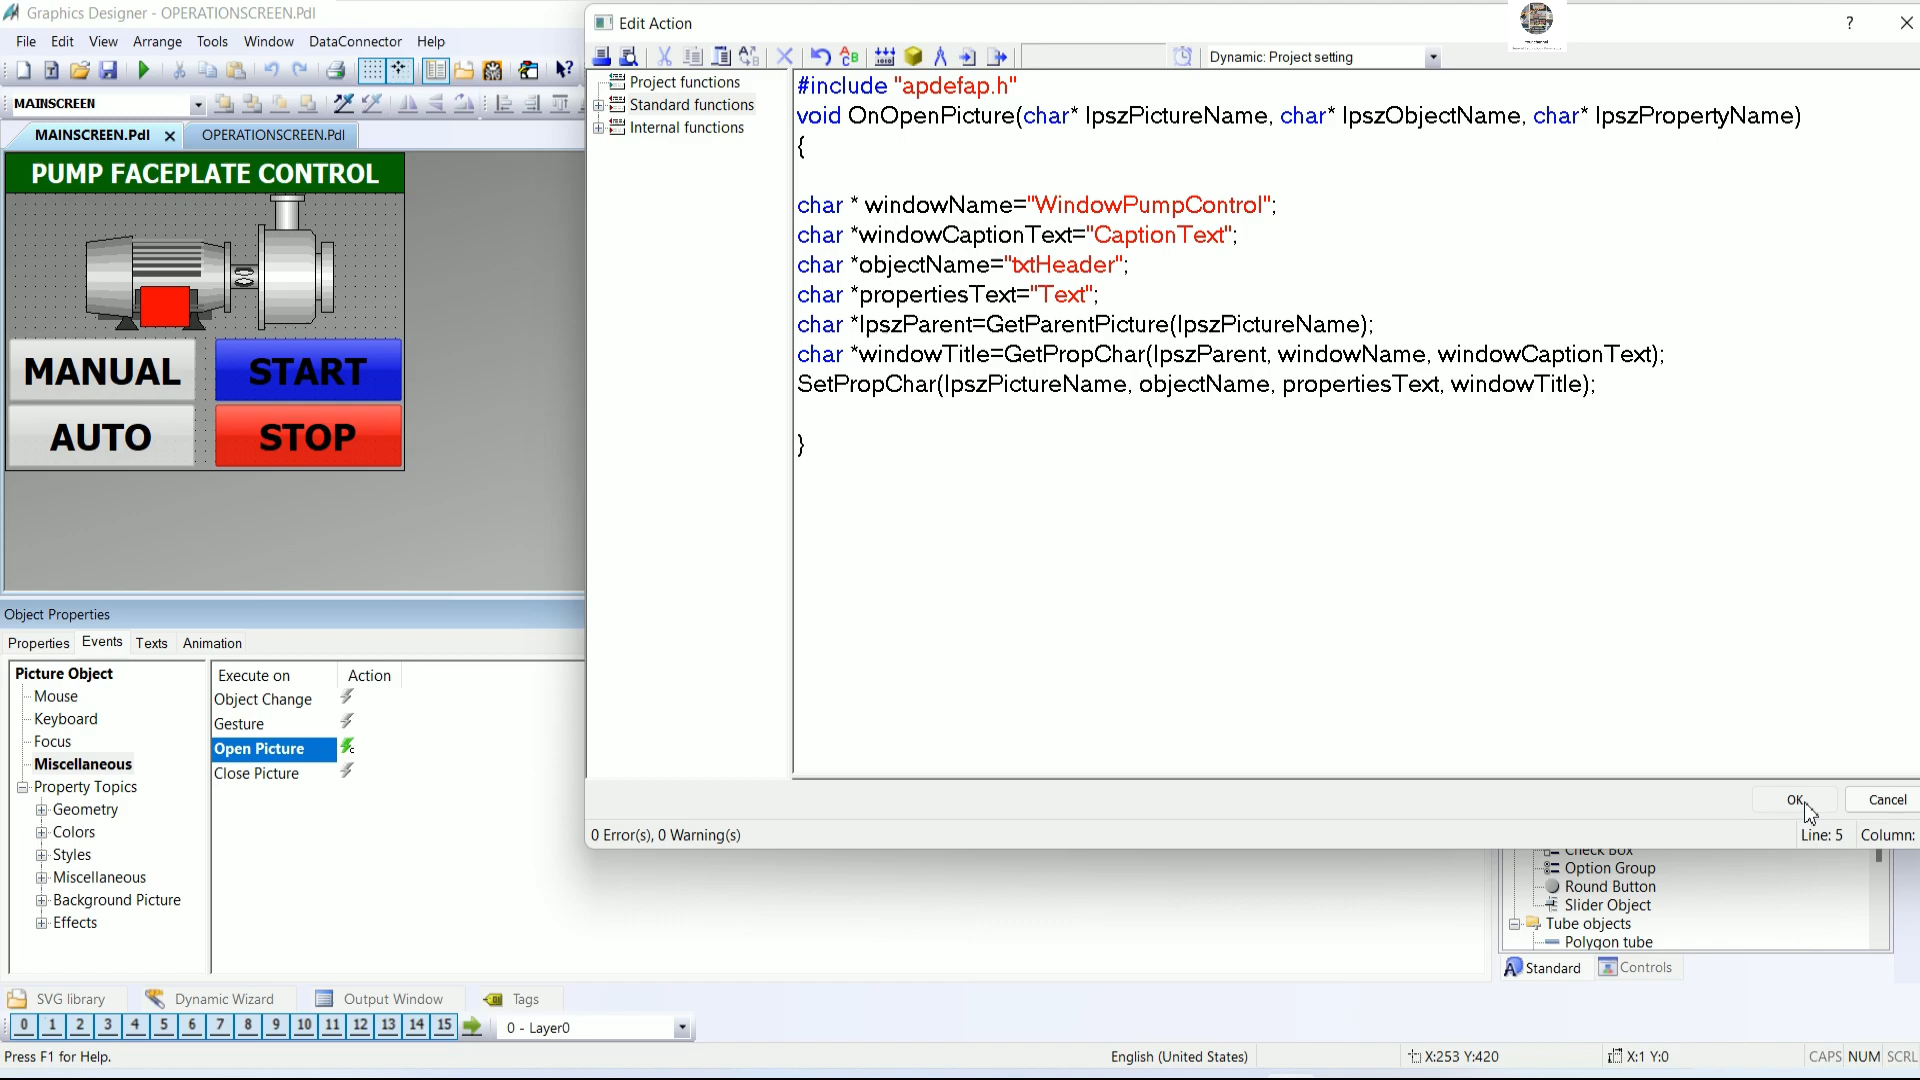 Graphics Designer - OPERATIONSCREEN.Pdl
File Edit View Arrange Tools Window DataConnector Help
MAINSCREEN
MAINSCREEN.Pdl OPERATIONSCREEN.Pdl
PUMP FACEPLATE CONTROL
MANUAL START
AUTO STOP
Edit Action
Dynamic: Project setting
Project functions
Standard functions
Internal functions
#include "apdefap.h"
void OnOpenPicture(char* lpszPictureName, char* lpszObjectName, char* lpszPropertyName)
{
char * windowName="WindowPumpControl";
char *windowCaptionText="CaptionText";
char *objectName="txtHeader";
char *propertiesText="Text";
char *lpszParent=GetParentPicture(lpszPictureName);
char *windowTitle=GetPropChar(lpszParent, windowName, windowCaptionText);
SetPropChar(lpszPictureName, objectName, propertiesText, windowTitle);
}
OK Cancel
0 Error(s), 0 Warning(s) Line: 5 Column:
Object Properties
Properties Events Texts Animation
Picture Object
Mouse
Keyboard
Focus
Miscellaneous
Property Topics
Geometry
Colors
Styles
Miscellaneous
Background Picture
Effects
Execute on Action
Object Change
Gesture
Open Picture
Close Picture
Check Box
Option Group
Round Button
Slider Object
Tube objects
Polygon tube
Standard Controls
SVG library Dynamic Wizard Output Window Tags
0 1 2 3 4 5 6 7 8 9 10 11 12 13 14 15 0 - Layer0
Press F1 for Help. English (United States) X:253 Y:420 X:1 Y:0 CAPS NUM SCRL